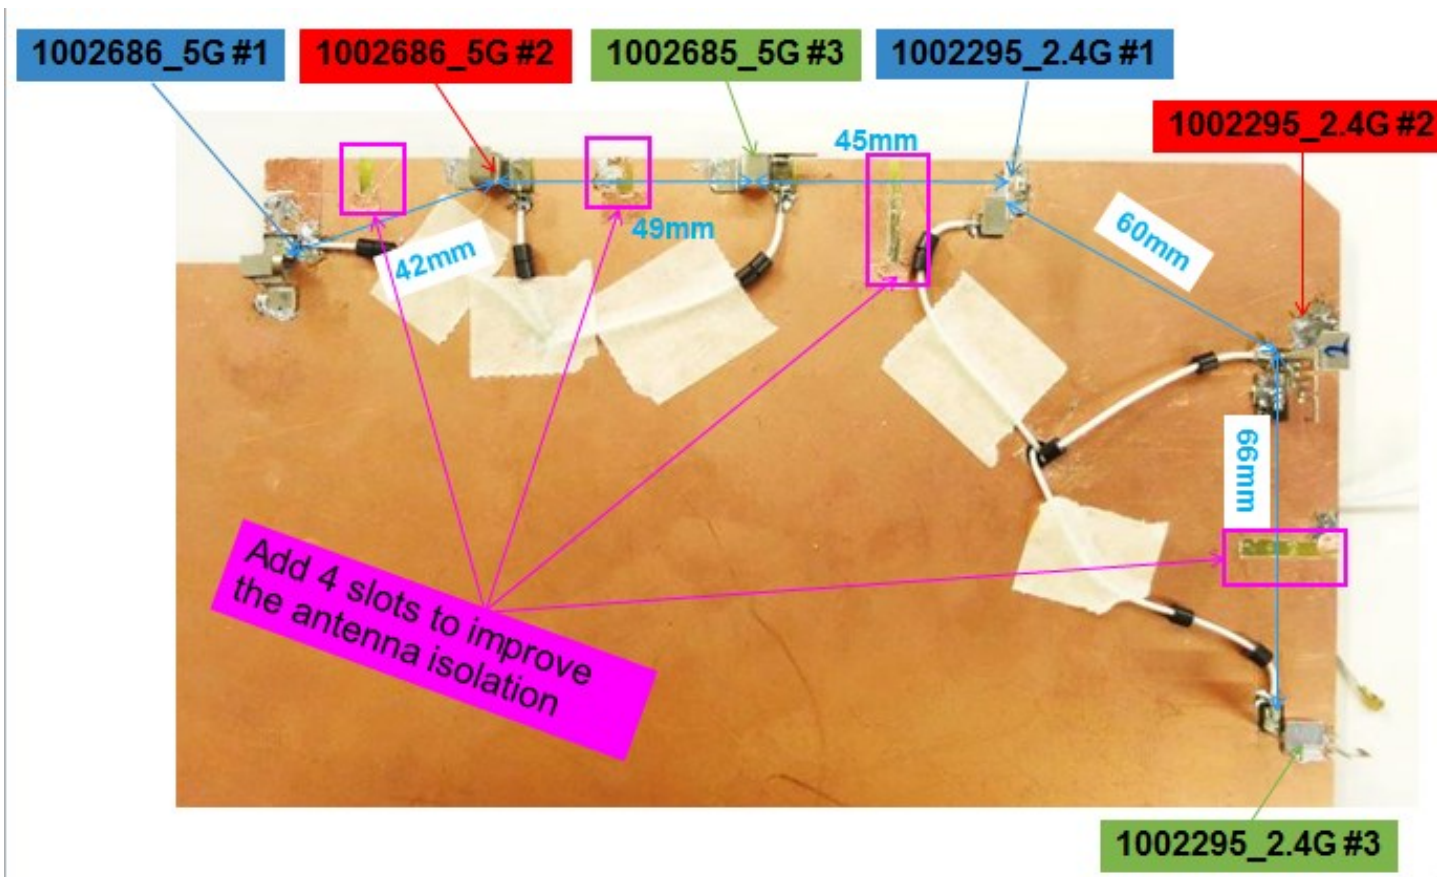 1002686_5G #1
1002686_5G #2
1002685_5G #3
1002295_2.4G #1
1002295_2.4G #2
45mm
49mm
42mm
60mm
66mm
Add 4 slots to improve
the antenna isolation
1002295_2.4G #3